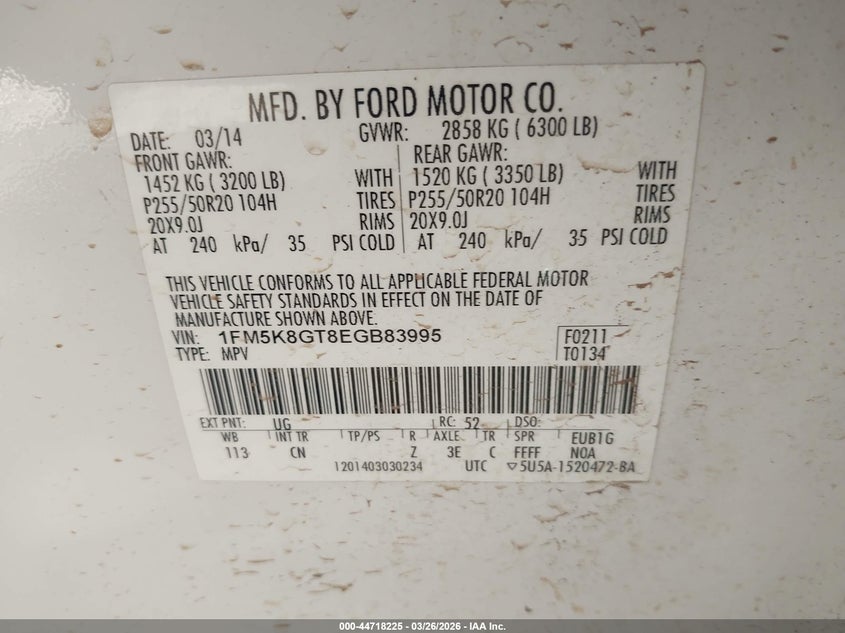 MFD. BY FORD MOTOR CO.
DATE: 03/14 GVWR: 2858 KG ( 6300 LB)
FRONT GAWR: REAR GAWR:
1452 KG ( 3200 LB) WITH 1520 KG ( 3350 LB) WITH
P255/50R20 104H TIRES P255/50R20 104H TIRES
20X9.0J RIMS 20X9.0J RIMS
AT 240 kPa/ 35 PSI COLD AT 240 kPa/ 35 PSI COLD
THIS VEHICLE CONFORMS TO ALL APPLICABLE FEDERAL MOTOR
VEHICLE SAFETY STANDARDS IN EFFECT ON THE DATE OF
MANUFACTURE SHOWN ABOVE.
VIN: 1FM5K8GT8EGB83995 F0211
TYPE: MPV T0134
EXT PNT: UG RC: 52 DSO:
WB INT TR TP/PS R AXLE TR SPR EUB1G
113 CN Z 3E C FFFF NOA
1201403030234 UTC ▽5U5A-1520472-BA
000-44718225 - 03/26/2026 - IAA Inc.